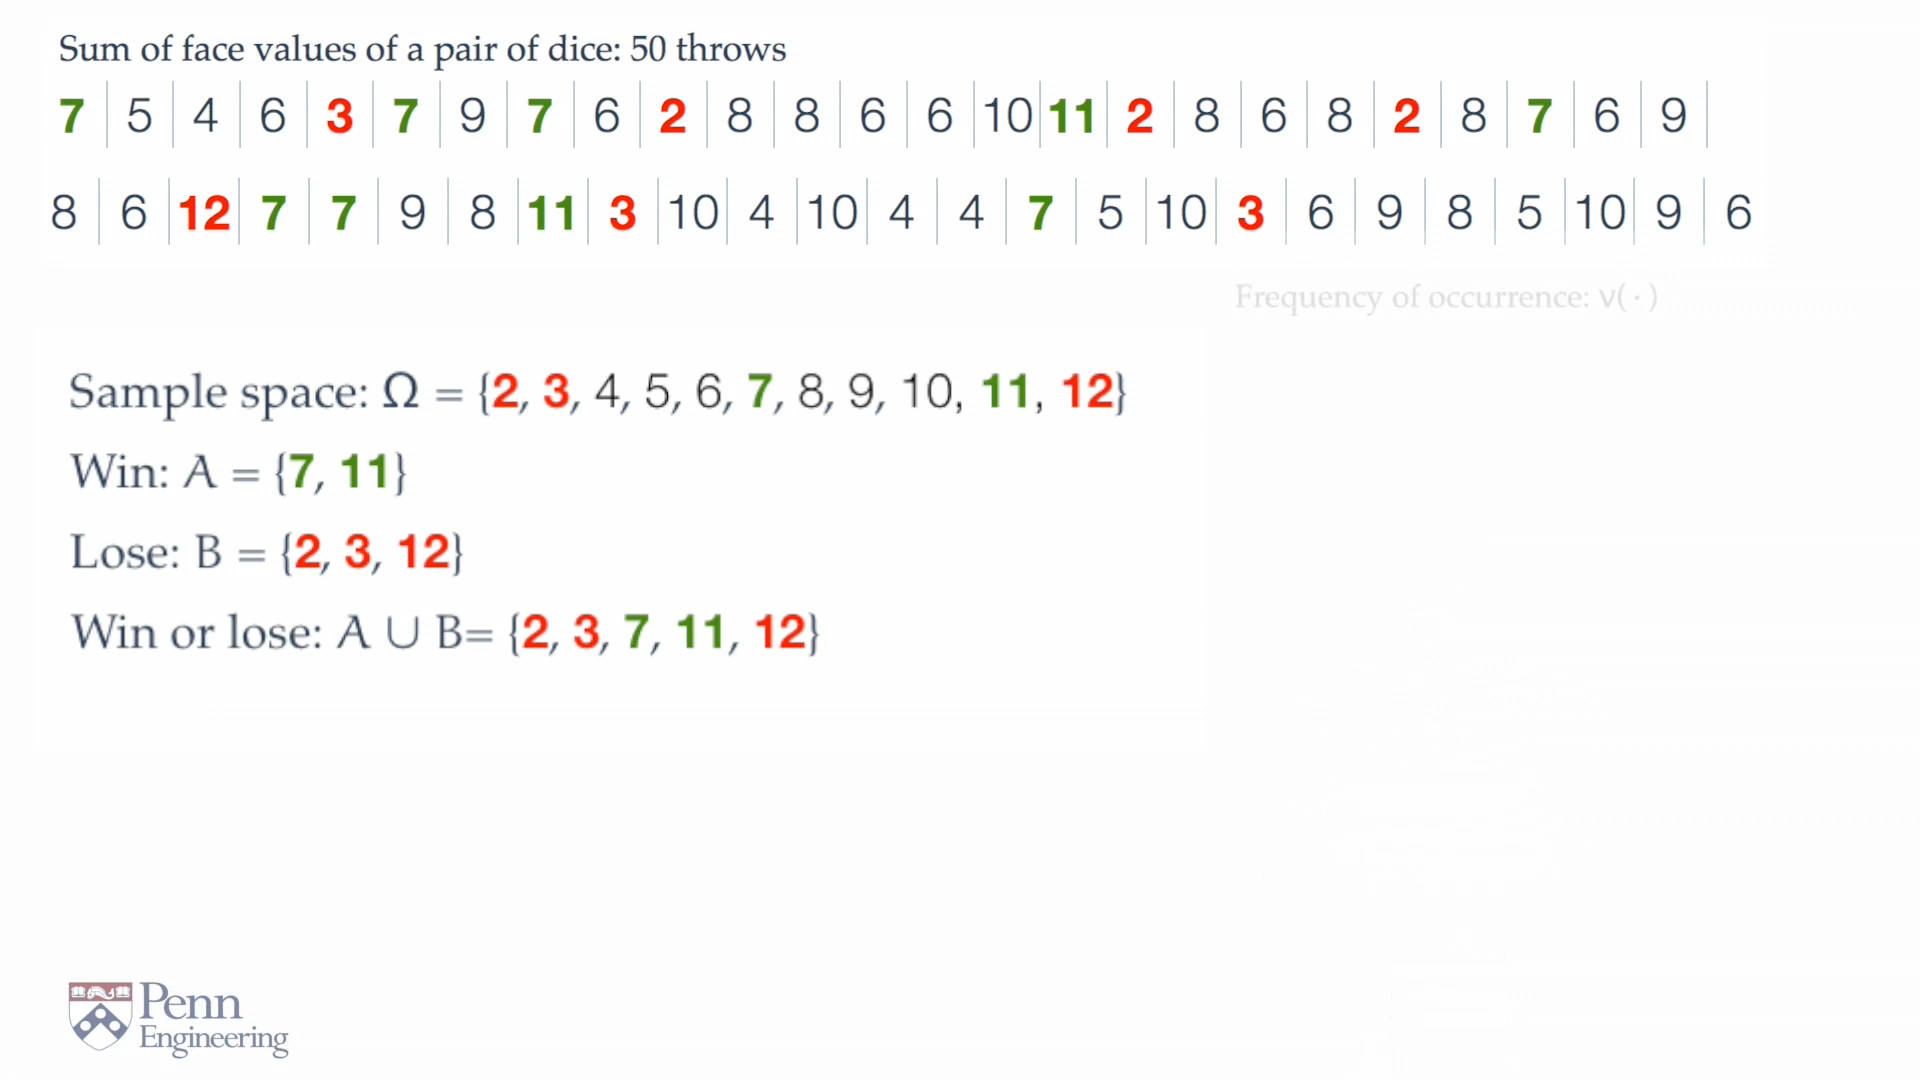 Sum of face values of a pair of dice: 50 throws
7 5 4 6 3 7 9 7 6 2 8 8 6 6 10 11 2 8 6 8 2 8 7 6 9
8 6 12 7 7 9 8 11 3 10 4 10 4 4 7 5 10 3 6 9 8 5 10 9 6
Frequency of occurrence: ν(·)
Sample space: Ω = {2, 3, 4, 5, 6, 7, 8, 9, 10, 11, 12}
Win: A = {7, 11}
Lose: B = {2, 3, 12}
Win or lose: A ∪ B= {2, 3, 7, 11, 12}
Penn
Engineering